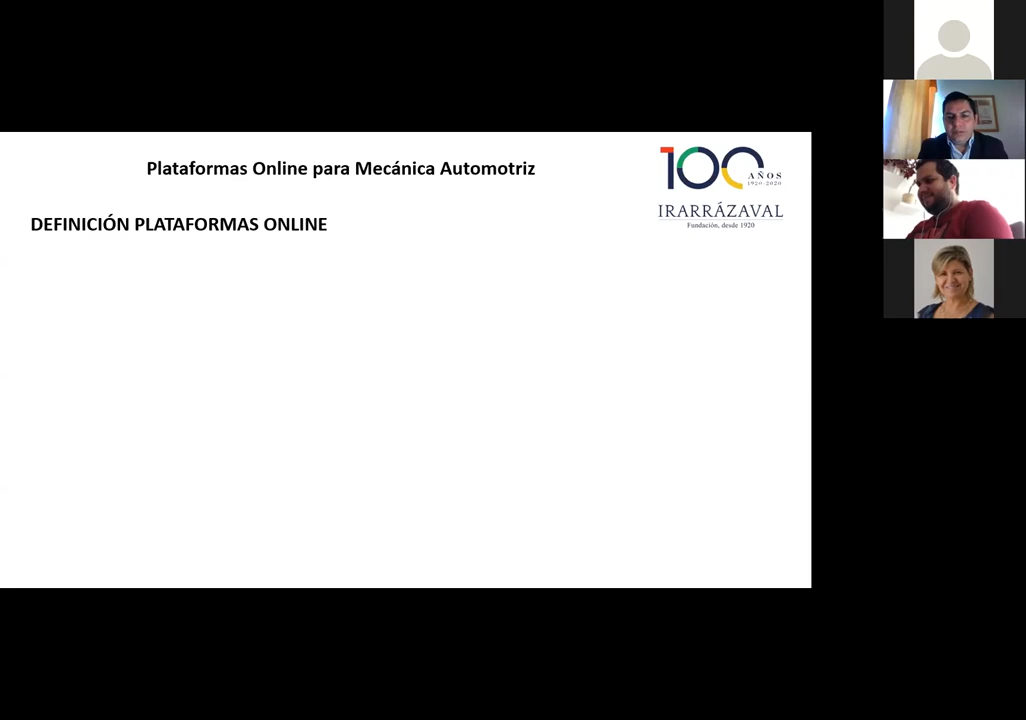 Plataformas Online para Mecánica Automotriz
100
AÑOS
1920-2020
IRARRÁZAVAL
Fundación, desde 1920
DEFINICIÓN PLATAFORMAS ONLINE